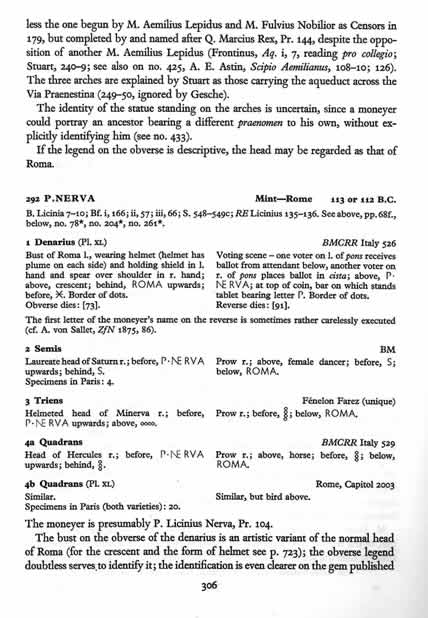 less the one begun by M. Aemilius Lepidus and M. Fulvius Nobilior as Censors in
179, but completed by and named after Q. Marcius Rex, Pr. 144, despite the oppo-
sition of another M. Aemilius Lepidus (Frontinus, Aq. i, 7, reading pro collegio;
Stuart, 240–9; see also on no. 425, A. E. Astin, Scipio Aemilianus, 108–10; 126).
The three arches are explained by Stuart as those carrying the aqueduct across the
Via Praenestina (249–50, ignored by Gesche).
The identity of the statue standing on the arches is uncertain, since a moneyer
could portray an ancestor bearing a different praenomen to his own, without ex-
plicitly identifying him (see no. 433).
If the legend on the obverse is descriptive, the head may be regarded as that of
Roma.
292 P.NERVA Mint—Rome 113 or 112 B.C.
B. Licinia 7–10; Bf. i, 166; ii, 57; iii, 66; S. 548–549c; RE Licinius 135–136. See above, pp. 68f.,
below, no. 78*, no. 204*, no. 261*.
1 Denarius (Pl. XL) BMCRR Italy 526
Bust of Roma l., wearing helmet (helmet has
plume on each side) and holding shield in l.
hand and spear over shoulder in r. hand;
above, crescent; behind, ROMA upwards;
before, X. Border of dots.
Obverse dies: [73].
Voting scene – one voter on l. of pons receives
ballot from attendant below, another voter on
r. of pons places ballot in cista; above, P·
NERVA; at top of coin, bar on which stands
tablet bearing letter P. Border of dots.
Reverse dies: [91].
The first letter of the moneyer's name on the reverse is sometimes rather carelessly executed
(cf. A. von Sallet, ZfN 1875, 86).
2 Semis BM
Laureate head of Saturn r.; before, P·NERVA
upwards; behind, S.
Specimens in Paris: 4.
Prow r.; above, female dancer; before, S;
below, ROMA.
3 Triens Fénelon Farez (unique)
Helmeted head of Minerva r.; before,
P·NERVA upwards; above, oooo.
Prow r.; before, 8; below, ROMA.
4a Quadrans BMCRR Italy 529
Head of Hercules r.; before, P·NERVA
upwards; behind, 8.
Prow r.; above, horse; before, 8; below,
ROMA.
4b Quadrans (Pl. XL) Rome, Capitol 2003
Similar.
Specimens in Paris (both varieties): 20.
Similar, but bird above.
The moneyer is presumably P. Licinius Nerva, Pr. 104.
The bust on the obverse of the denarius is an artistic variant of the normal head
of Roma (for the crescent and the form of helmet see p. 723); the obverse legend
doubtless serves to identify it; the identification is even clearer on the gem published
306